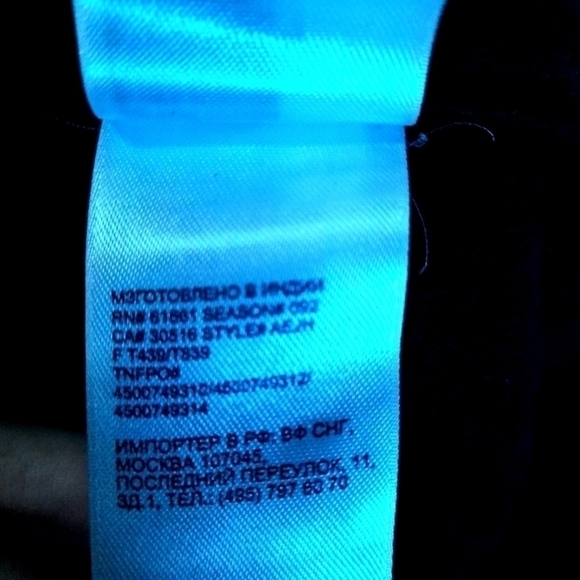 МЗГОТОВЛЕНО В ИНДИИ
RN# 61661 SEASON# 092
CA# 30516 STYLE# AEJH
F T439/T839
TNFPO#
4500749310/4500749312/
4500749314
ИМПОРТЕР В РФ: ВФ СНГ,
МОСКВА 107045,
ПОСЛЕДНИЙ ПЕРЕУЛОК, 11,
ЗД.1, ТЕЛ.: (495) 797 60 70